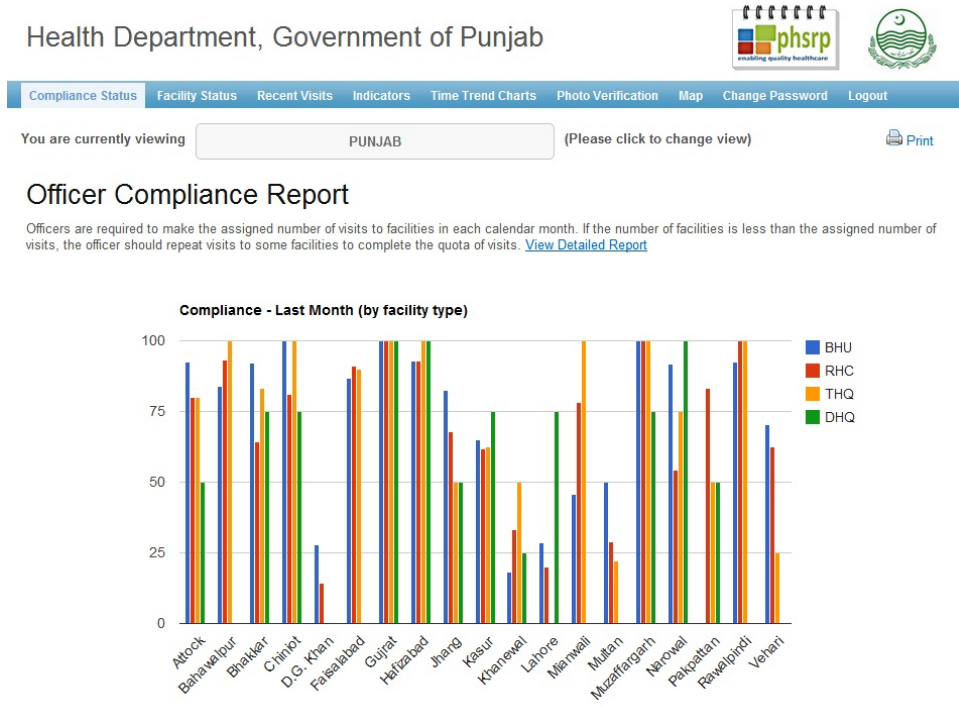 Health Department, Government of Punjab
phsrp
enabling quality healthcare
Compliance Status Facility Status Recent Visits Indicators Time Trend Charts Photo Verification Map Change Password Logout
You are currently viewing PUNJAB (Please click to change view) Print
Officer Compliance Report
Officers are required to make the assigned number of visits to facilities in each calendar month. If the number of facilities is less than the assigned number of
visits, the officer should repeat visits to some facilities to complete the quota of visits. View Detailed Report
Compliance - Last Month (by facility type)
100
75
50
25
0
BHU
RHC
THQ
DHQ
Attock
Bahawalpur
Bhakkar
Chiniot
D.G. Khan
Faisalabad
Gujrat
Hafizabad
Jhang
Kasur
Khanewal
Lahore
Mianwali
Multan
Muzaffargarh
Narowal
Pakpattan
Rawalpindi
Vehari